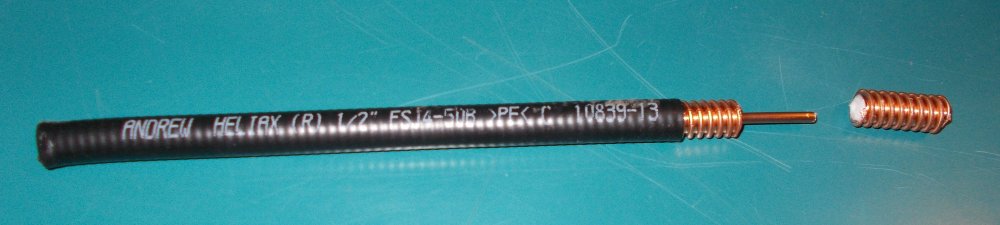 ANDREW HELIAX (R) 1/2" FSJ4-50B >PE< C 10839-13